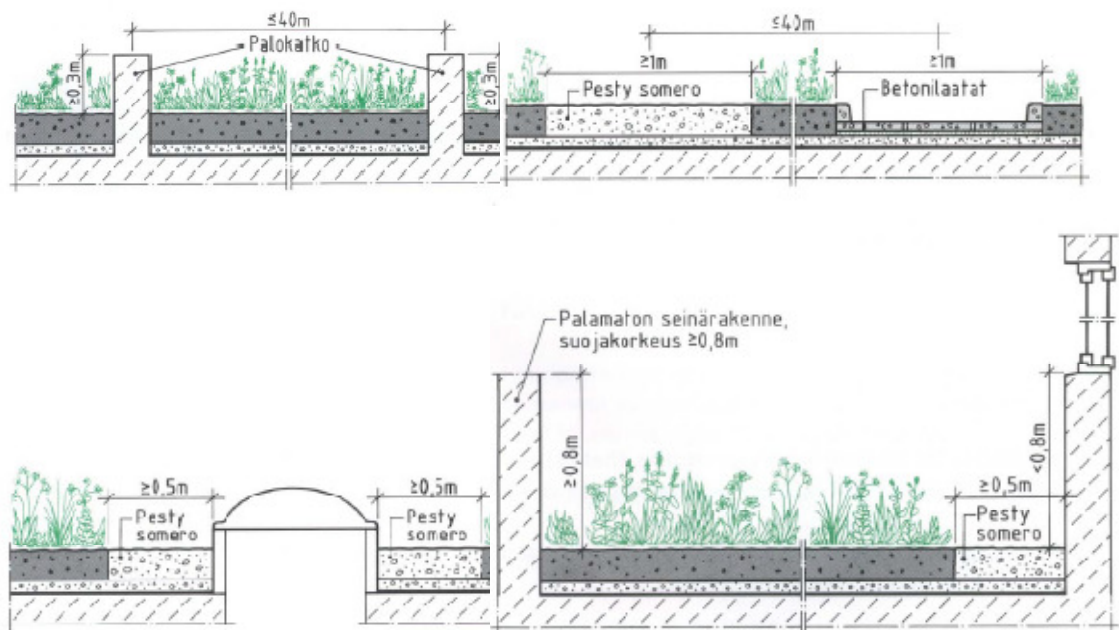 ≤40m
Palokatko
≥0,3m
≥0,3m
≤40m
≥1m
≥1m
Pesty somero
Betonilaatat
≥0,5m
≥0,5m
Pesty
somero
Pesty
somero
Palamaton seinärakenne,
suojakorkeus ≥0,8m
≥0,8m
<0,8m
≥0,5m
Pesty
somero